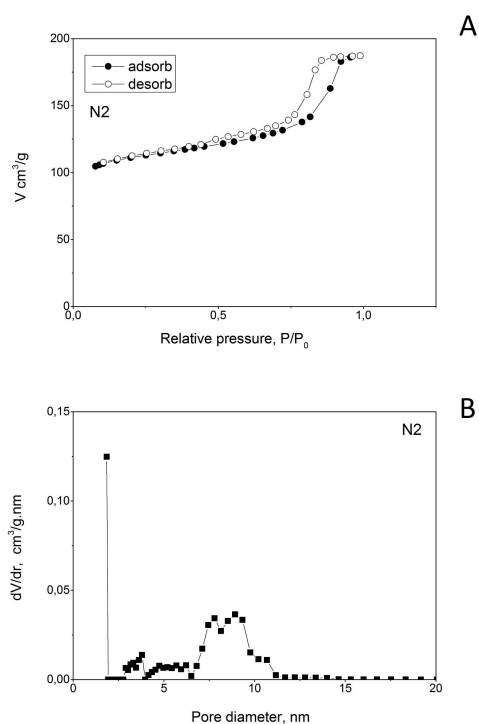 A
200
adsorb
desorb
150
N2
V cm³/g
100
50
0
0,0
0,5
1,0
Relative pressure, P/P₀
B
0,15
N2
0,10
dV/dr, cm³/g.nm
0,05
0,00
0
5
10
15
20
Pore diameter, nm